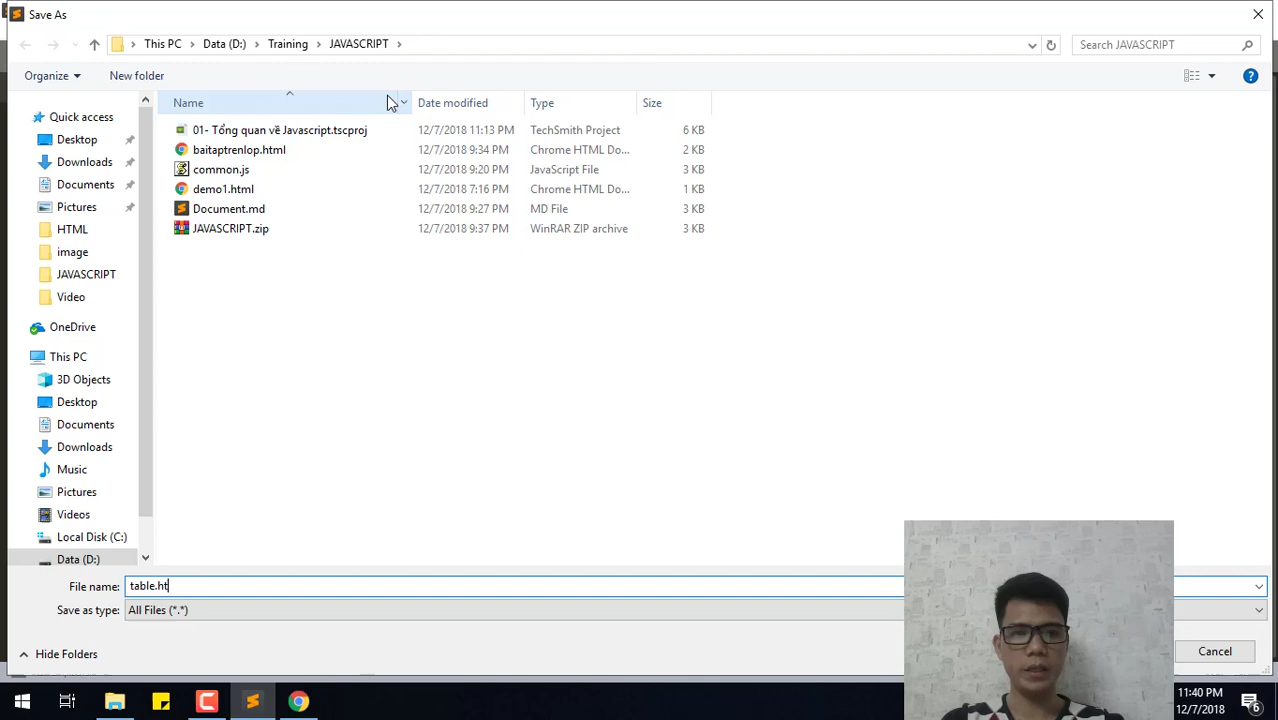 Save As
This PC > Data (D:) > Training > JAVASCRIPT >
Search JAVASCRIPT
Organize
New folder
Name
Date modified
Type
Size
01- Tổng quan về Javascript.tscproj 12/7/2018 11:13 PM TechSmith Project 6 KB
baitaptrenlop.html 12/7/2018 9:34 PM Chrome HTML Do... 2 KB
common.js 12/7/2018 9:20 PM JavaScript File 3 KB
demo1.html 12/7/2018 7:16 PM Chrome HTML Do... 1 KB
Document.md 12/7/2018 9:27 PM MD File 3 KB
JAVASCRIPT.zip 12/7/2018 9:37 PM WinRAR ZIP archive 3 KB
Quick access
Desktop
Downloads
Documents
Pictures
HTML
image
JAVASCRIPT
Video
OneDrive
This PC
3D Objects
Desktop
Documents
Downloads
Music
Pictures
Videos
Local Disk (C:)
Data (D:)
File name: table.ht
Save as type: All Files (*.*)
Hide Folders
Cancel
11:40 PM
12/7/2018
6